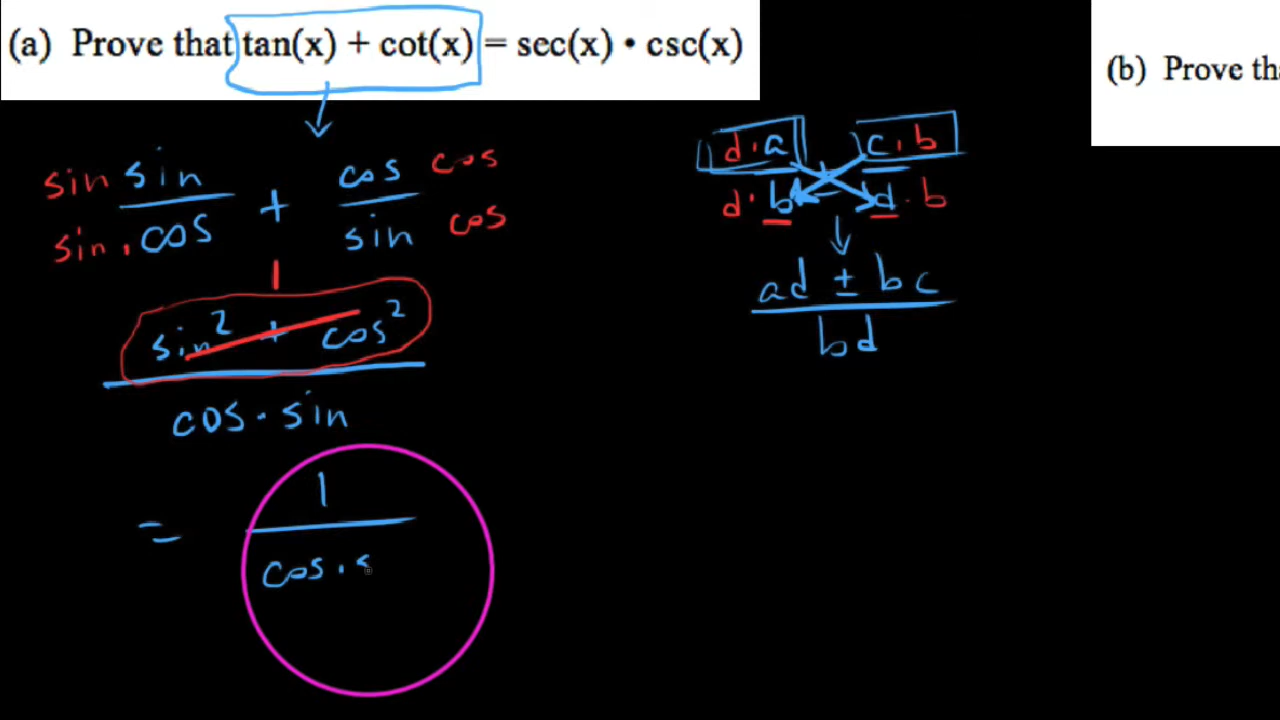 (a) Prove that tan(x) + cot(x) = sec(x) • csc(x)
(b) Prove tha
sin sin + cos cos
sin · cos sin cos
1
sin² + cos²
cos · sin
= 1
cos · s
d · a c · b
d · b d · b
ad ± bc
bd